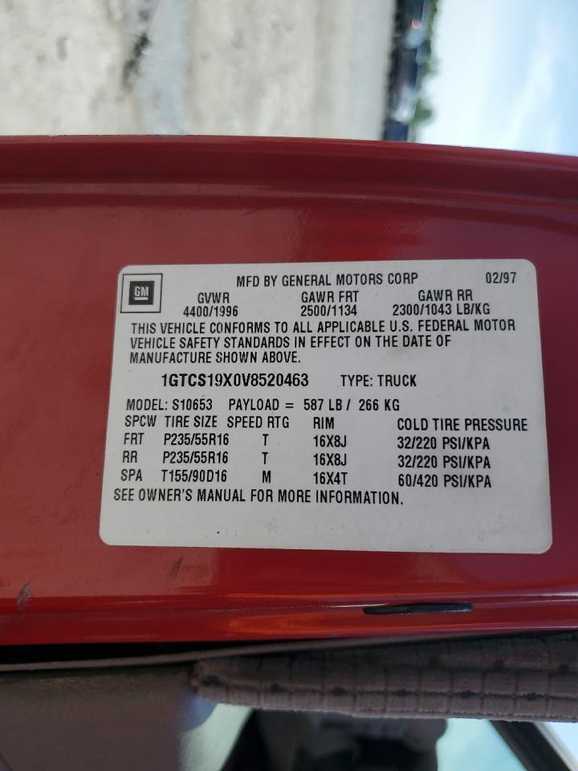 GM MFD BY GENERAL MOTORS CORP 02/97
GVWR GAWR FRT GAWR RR
4400/1996 2500/1134 2300/1043 LB/KG
THIS VEHICLE CONFORMS TO ALL APPLICABLE U.S. FEDERAL MOTOR
VEHICLE SAFETY STANDARDS IN EFFECT ON THE DATE OF
MANUFACTURE SHOWN ABOVE.
1GTCS19X0V8520463 TYPE: TRUCK
MODEL: S10653 PAYLOAD = 587 LB / 266 KG
SPCW TIRE SIZE SPEED RTG RIM COLD TIRE PRESSURE
FRT P235/55R16 T 16X8J 32/220 PSI/KPA
RR P235/55R16 T 16X8J 32/220 PSI/KPA
SPA T155/90D16 M 16X4T 60/420 PSI/KPA
SEE OWNER'S MANUAL FOR MORE INFORMATION.